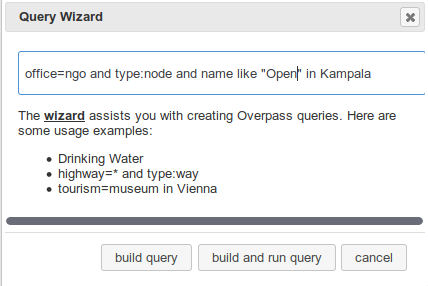 Query Wizard
office=ngo and type:node and name like "Open" in Kampala
The wizard assists you with creating Overpass queries. Here are
some usage examples:
• Drinking Water
• highway=* and type:way
• tourism=museum in Vienna
build query build and run query cancel